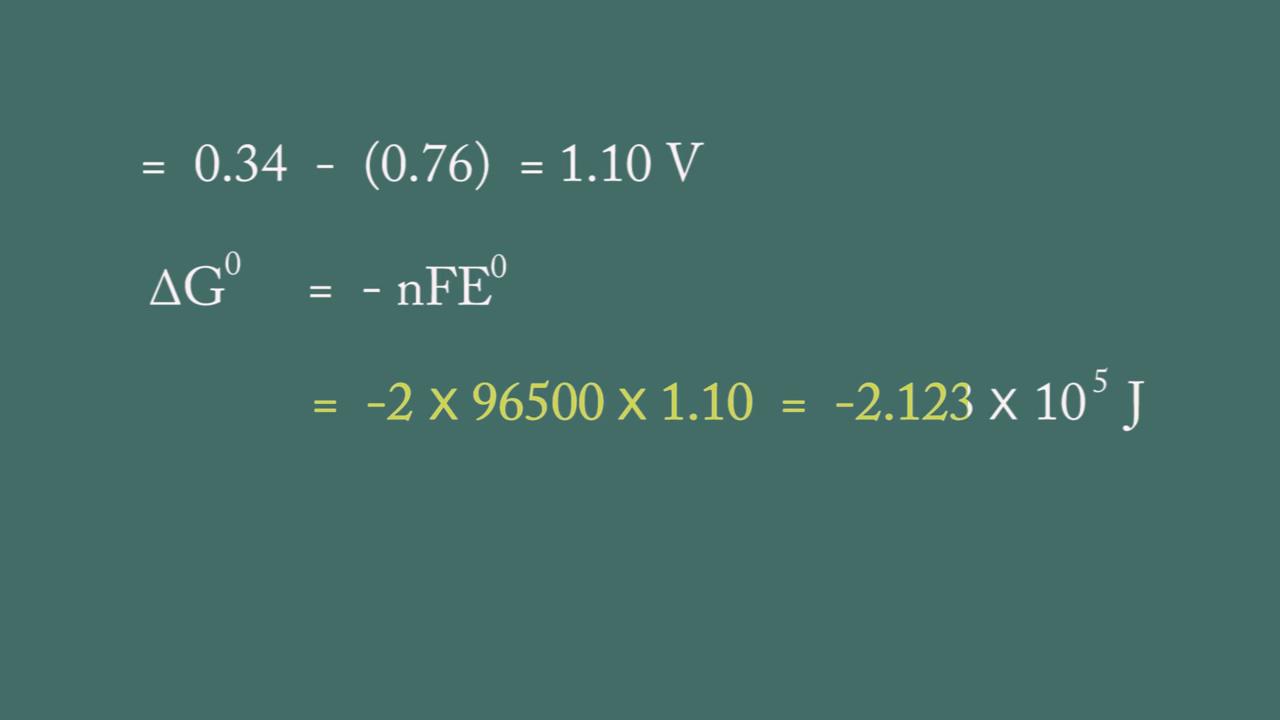 = 0.34 - (0.76) = 1.10 V
ΔG⁰ = - nFE⁰
= -2 x 96500 x 1.10 = -2.123 x 10⁵ J